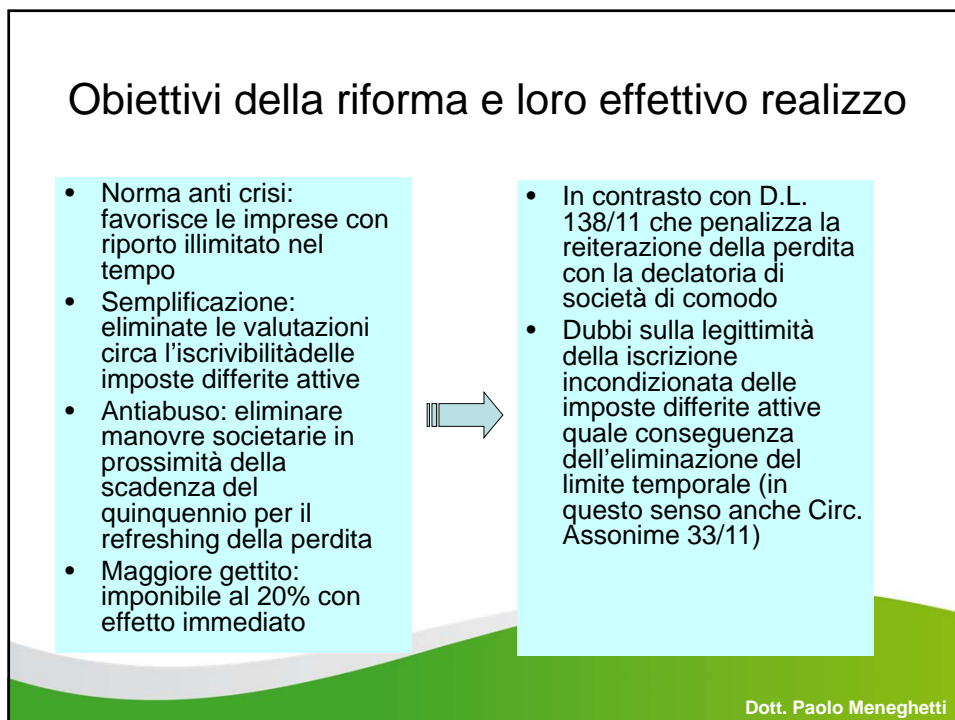 Obiettivi della riforma e loro effettivo realizzo
• Norma anti crisi:
favorisce le imprese con
riporto illimitato nel
tempo
• Semplificazione:
eliminate le valutazioni
circa l'iscrivibilitàdelle
imposte differite attive
• Antiabuso: eliminare
manovre societarie in
prossimità della
scadenza del
quinquennio per il
refreshing della perdita
• Maggiore gettito:
imponibile al 20% con
effetto immediato
• In contrasto con D.L.
138/11 che penalizza la
reiterazione della perdita
con la declatoria di
società di comodo
• Dubbi sulla legittimità
della iscrizione
incondizionata delle
imposte differite attive
quale conseguenza
dell'eliminazione del
limite temporale (in
questo senso anche Circ.
Assonime 33/11)
Dott. Paolo Meneghetti